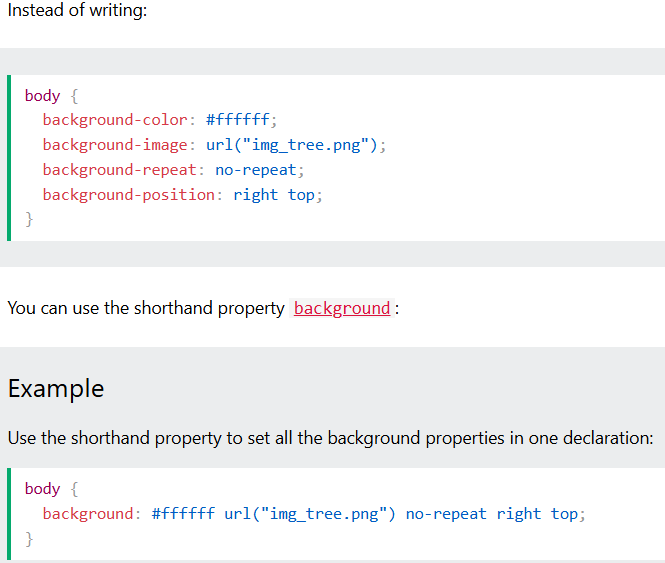 Instead of writing:
body {
  background-color: #ffffff;
  background-image: url("img_tree.png");
  background-repeat: no-repeat;
  background-position: right top;
}
You can use the shorthand property background:
Example
Use the shorthand property to set all the background properties in one declaration:
body {
  background: #ffffff url("img_tree.png") no-repeat right top;
}